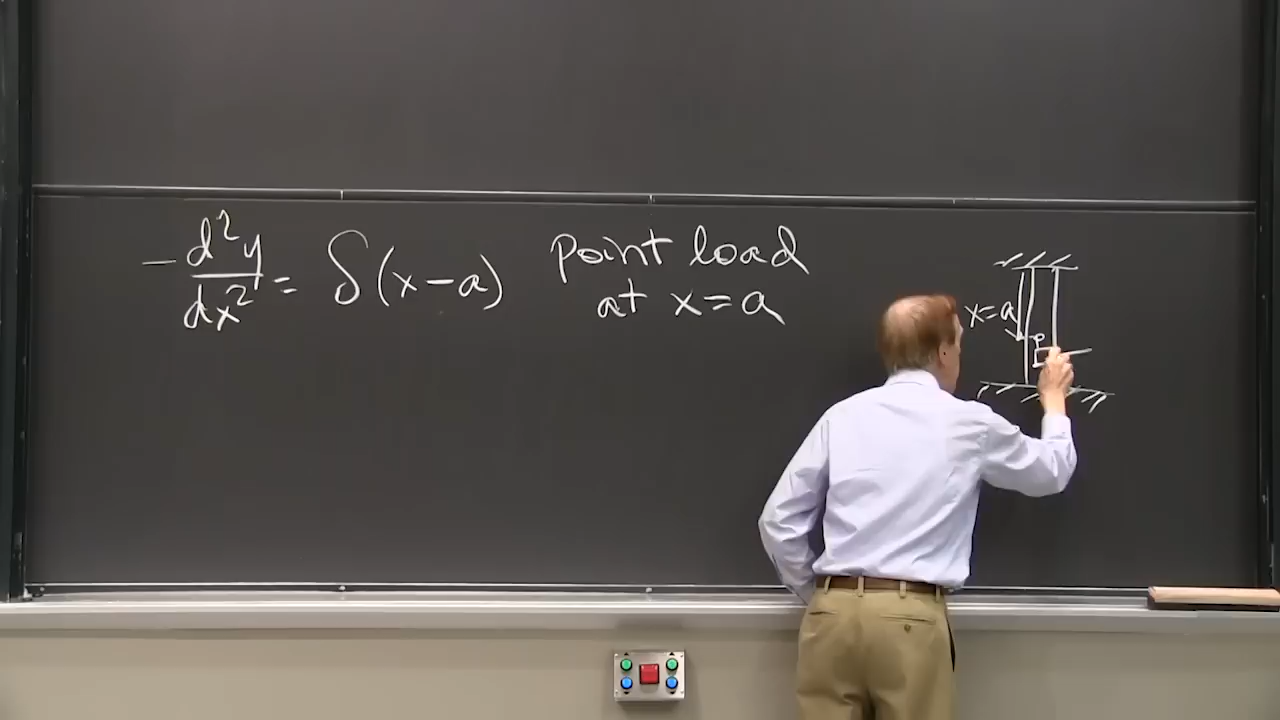 -d²y/dx² = δ(x-a)
point load
at x=a
x=a